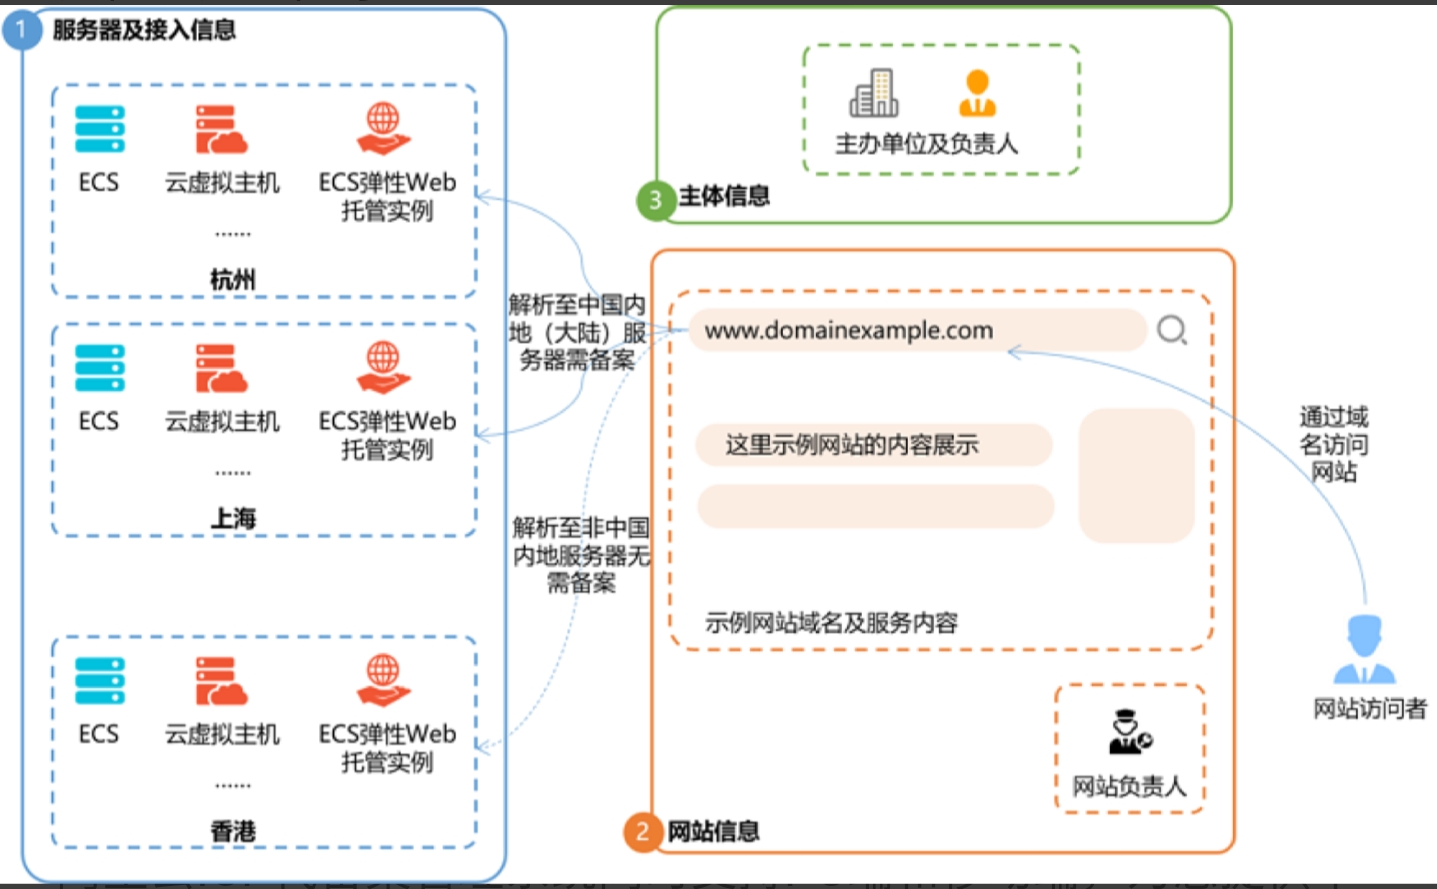 1 服务器及接入信息
ECS
云虚拟主机
ECS弹性Web
托管实例
......
杭州
ECS
云虚拟主机
ECS弹性Web
托管实例
......
上海
ECS
云虚拟主机
ECS弹性Web
托管实例
......
香港
解析至中国内
地（大陆）服
务器需备案
解析至非中国
内地服务器无
需备案
主办单位及负责人
3 主体信息
www.domainexample.com
这里示例网站的内容展示
示例网站域名及服务内容
网站负责人
2 网站信息
通过域
名访问
网站
网站访问者